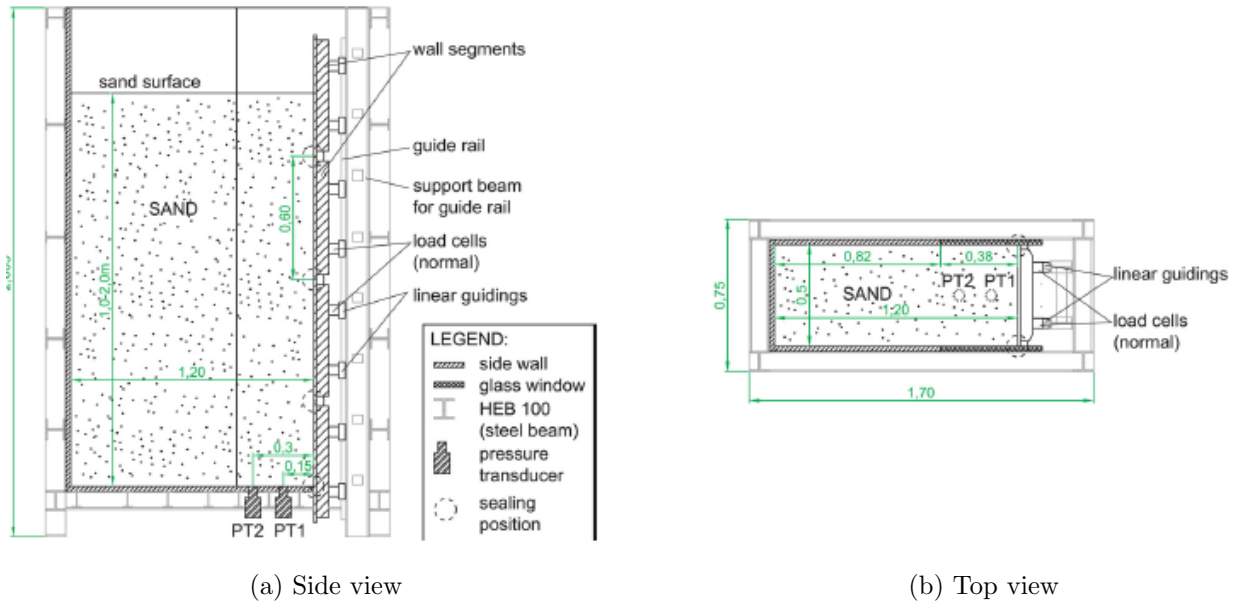 sand surface
SAND
1,0-2,0m
1,20
0,60
0,3
0,15
PT2 PT1
wall segments
guide rail
support beam
for guide rail
load cells
(normal)
linear guidings
LEGEND:
side wall
glass window
HEB 100
(steel beam)
pressure
transducer
sealing
position
(a) Side view
0,75
0,82
0,38
0,5
SAND
PT2 PT1
1,20
1,70
linear guidings
load cells
(normal)
(b) Top view